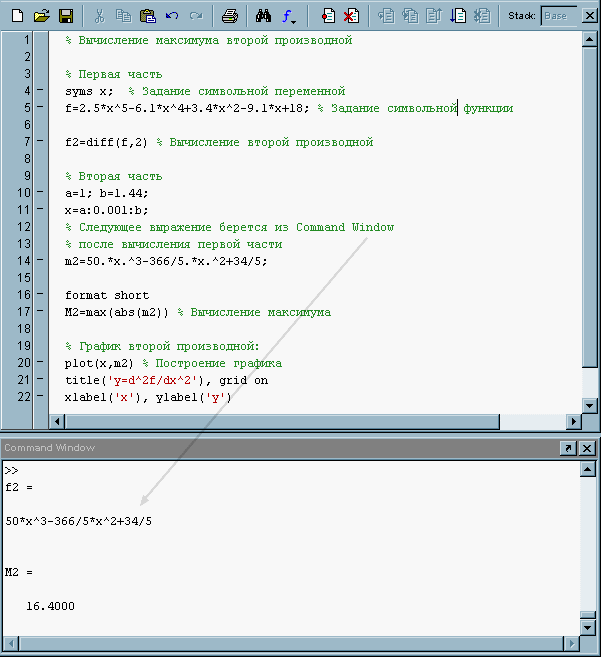 Stack: Base
1 % Вычисление максимума второй производной
2
3 % Первая часть
4 – syms x;  % Задание символьной переменной
5 – f=2.5*x^5-6.1*x^4+3.4*x^2-9.1*x+18; % Задание символьной функции
6
7 – f2=diff(f,2) % Вычисление второй производной
8
9 % Вторая часть
10 – a=1; b=1.44;
11 – x=a:0.001:b;
12 % Следующее выражение берется из Command Window
13 % после вычисления первой части
14 – m2=50.*x.^3-366/5.*x.^2+34/5;
15
16 – format short
17 – M2=max(abs(m2)) % Вычисление максимума
18
19 % График второй производной:
20 – plot(x,m2) % Построение графика
21 – title('y=d^2f/dx^2'), grid on
22 – xlabel('x'), ylabel('y')
Command Window
>>
f2 =
50*x^3-366/5*x^2+34/5
M2 =
16.4000